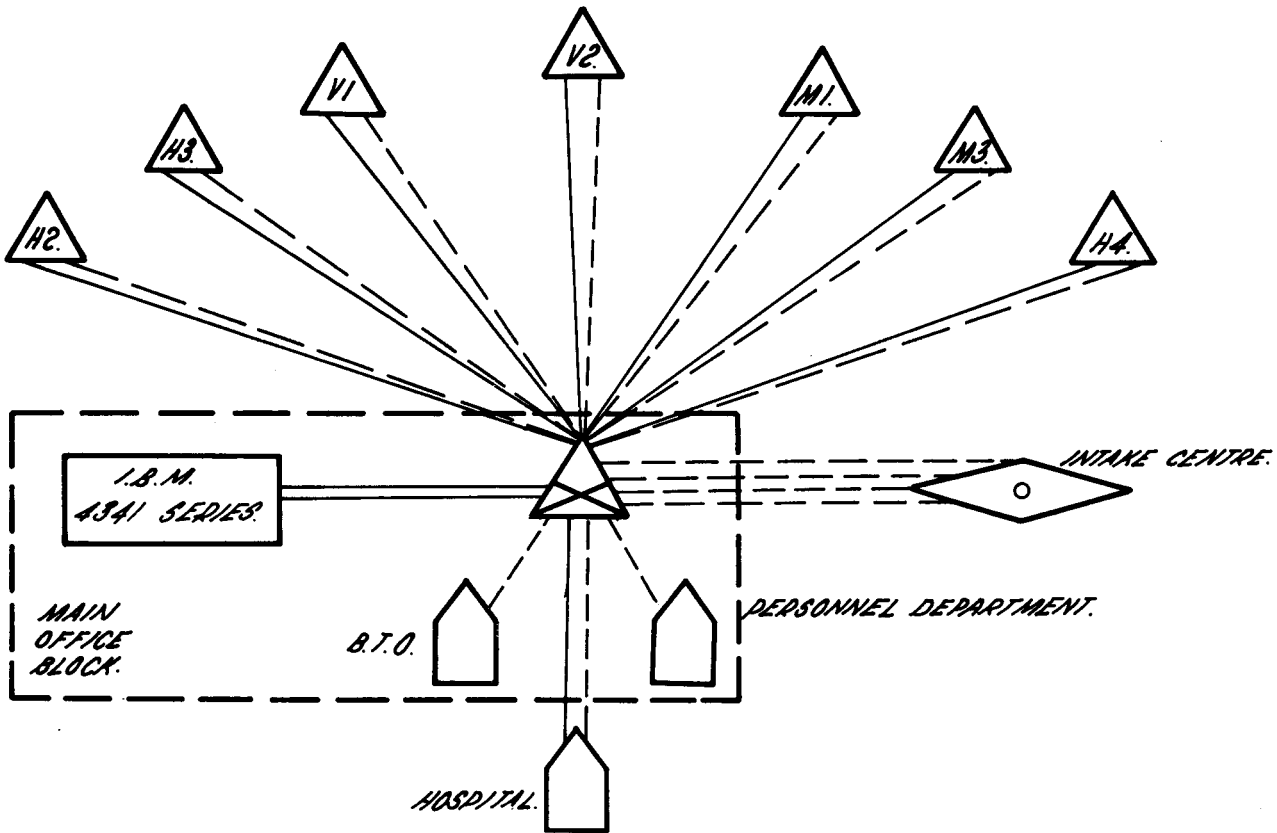 V2.
V1
M1.
H3.
M3.
H2.
H4.
I.B.M.
4341 SERIES.
INTAKE CENTRE.
MAIN
OFFICE
BLOCK.
B.T.O.
PERSONNEL DEPARTMENT.
HOSPITAL.